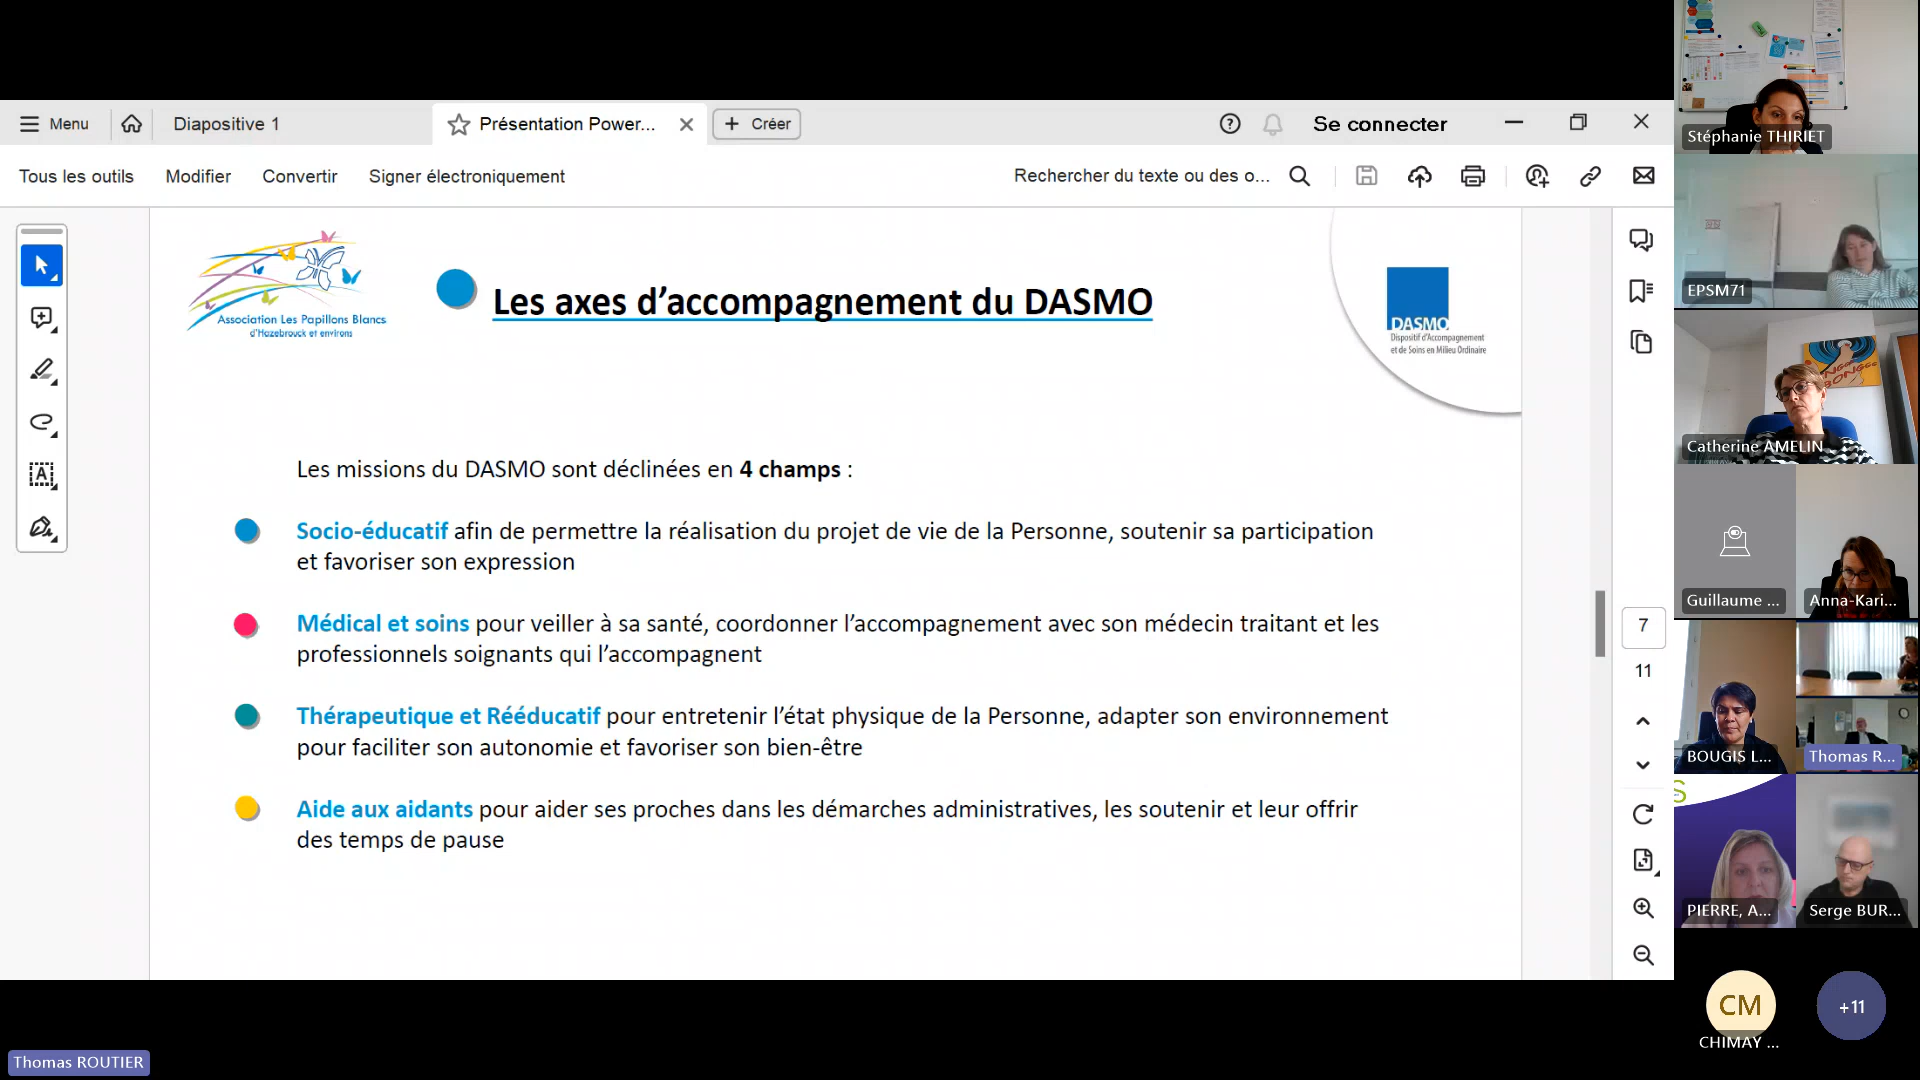 Menu
Diapositive 1
Présentation Power...
Créer
Se connecter
Tous les outils
Modifier
Convertir
Signer électroniquement
Rechercher du texte ou des o...
Association Les Papillons Blancs
d'Hazebrouck et environs
Les axes d’accompagnement du DASMO
DASMO
Dispositif d'Accompagnement
et de Soins en Milieu Ordinaire
Les missions du DASMO sont déclinées en 4 champs :
Socio-éducatif afin de permettre la réalisation du projet de vie de la Personne, soutenir sa participation
et favoriser son expression
Médical et soins pour veiller à sa santé, coordonner l’accompagnement avec son médecin traitant et les
professionnels soignants qui l’accompagnent
Thérapeutique et Rééducatif pour entretenir l’état physique de la Personne, adapter son environnement
pour faciliter son autonomie et favoriser son bien-être
Aide aux aidants pour aider ses proches dans les démarches administratives, les soutenir et leur offrir
des temps de pause
7
11
Stéphanie THIRIET
EPSM71
Catherine AMELIN
Guillaume ...
Anna-Kari...
BOUGIS L...
Thomas R...
PIERRE, A...
Serge BUR...
CM
+11
CHIMAY ...
Thomas ROUTIER